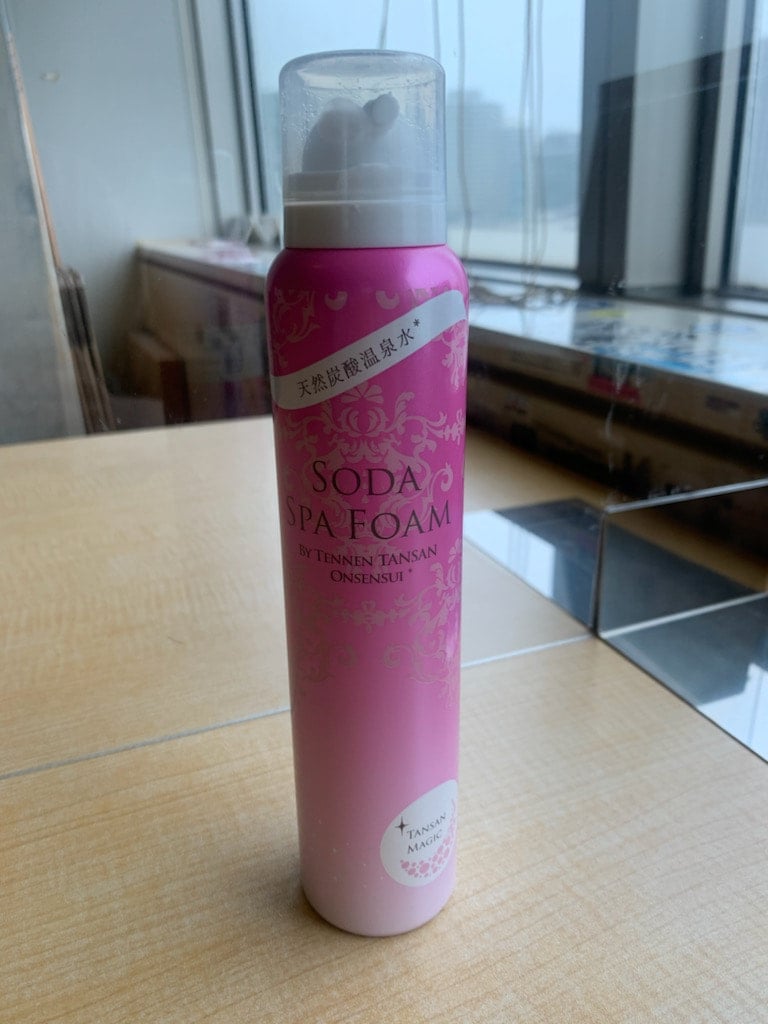 天然炭酸温泉水*
SODA
SPA FOAM
BY TENNEN TANSAN
ONSENSUI *
TANSAN
MAGIC